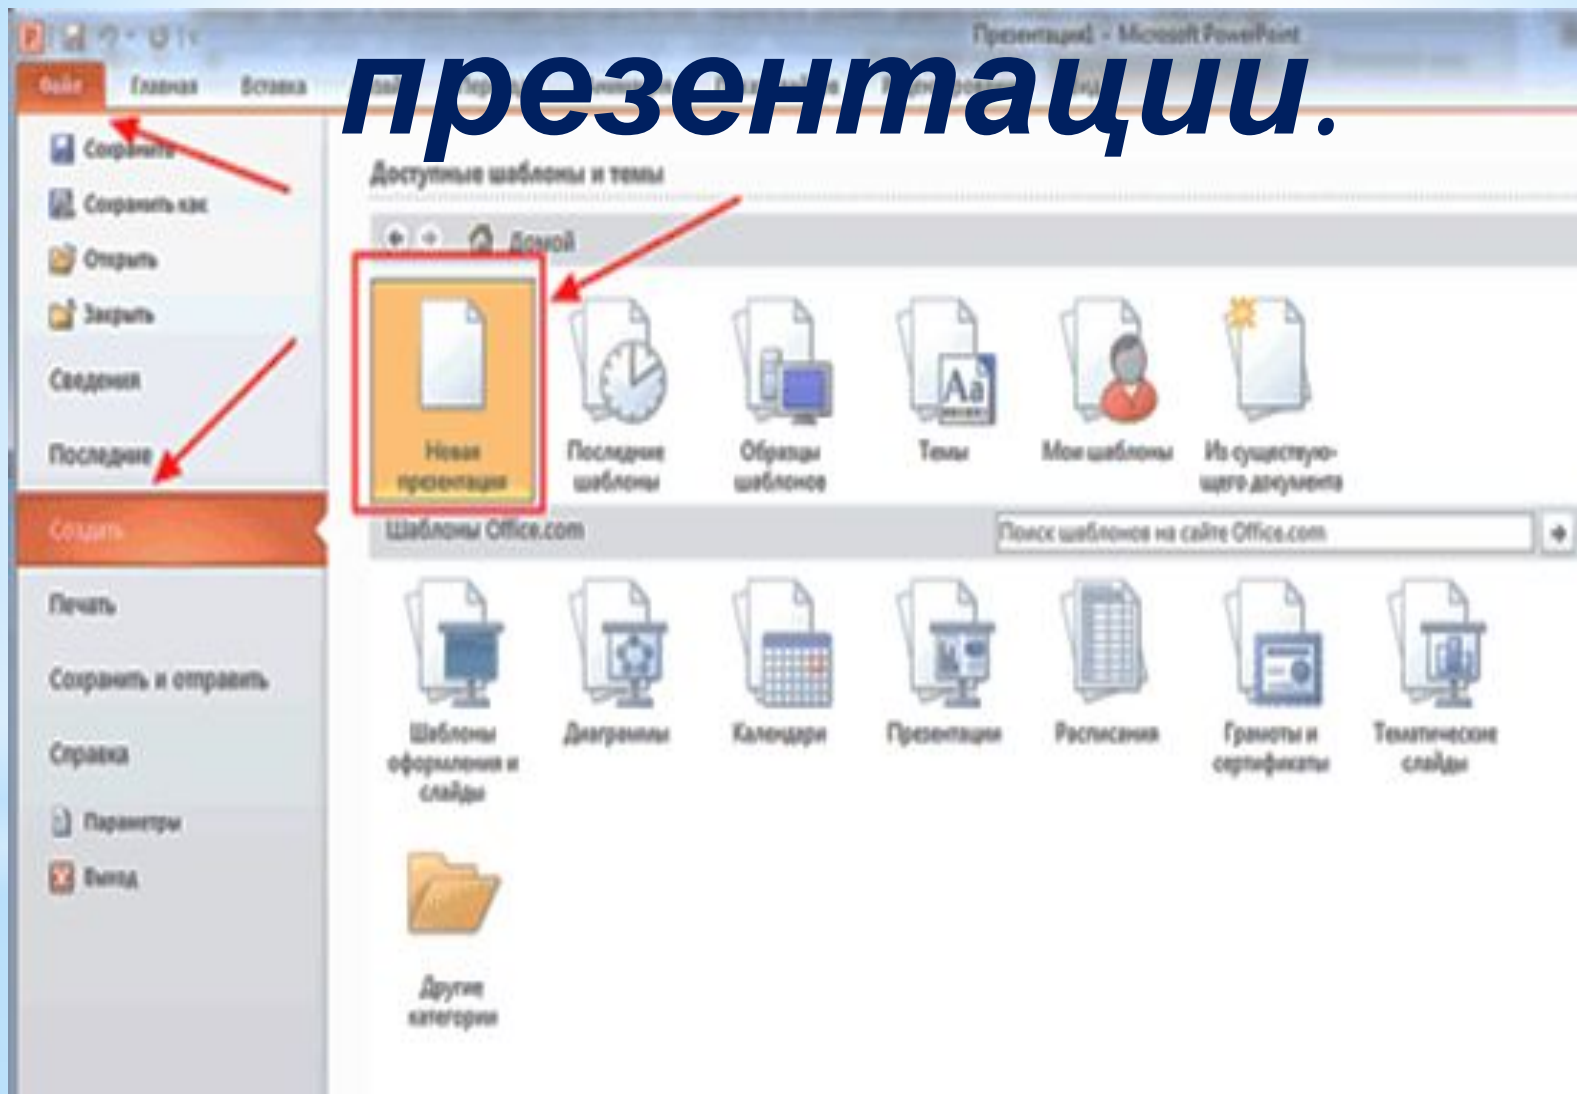 Презентация1 - Microsoft PowerPoint
Файл Главная Вставка
презентации.
Сохранить
Сохранить как
Открыть
Закрыть
Сведения
Последние
Создать
Печать
Сохранить и отправить
Справка
Параметры
Выход
Доступные шаблоны и темы
Домой
Новая презентация
Последние шаблоны
Образцы шаблонов
Темы
Мои шаблоны
Из существую-
щего документа
Шаблоны Office.com
Поиск шаблонов на сайте Office.com
Шаблоны
оформления и
слайды
Диаграммы
Календари
Презентации
Расписания
Грамоты и
сертификаты
Тематические
слайды
Другие
категории